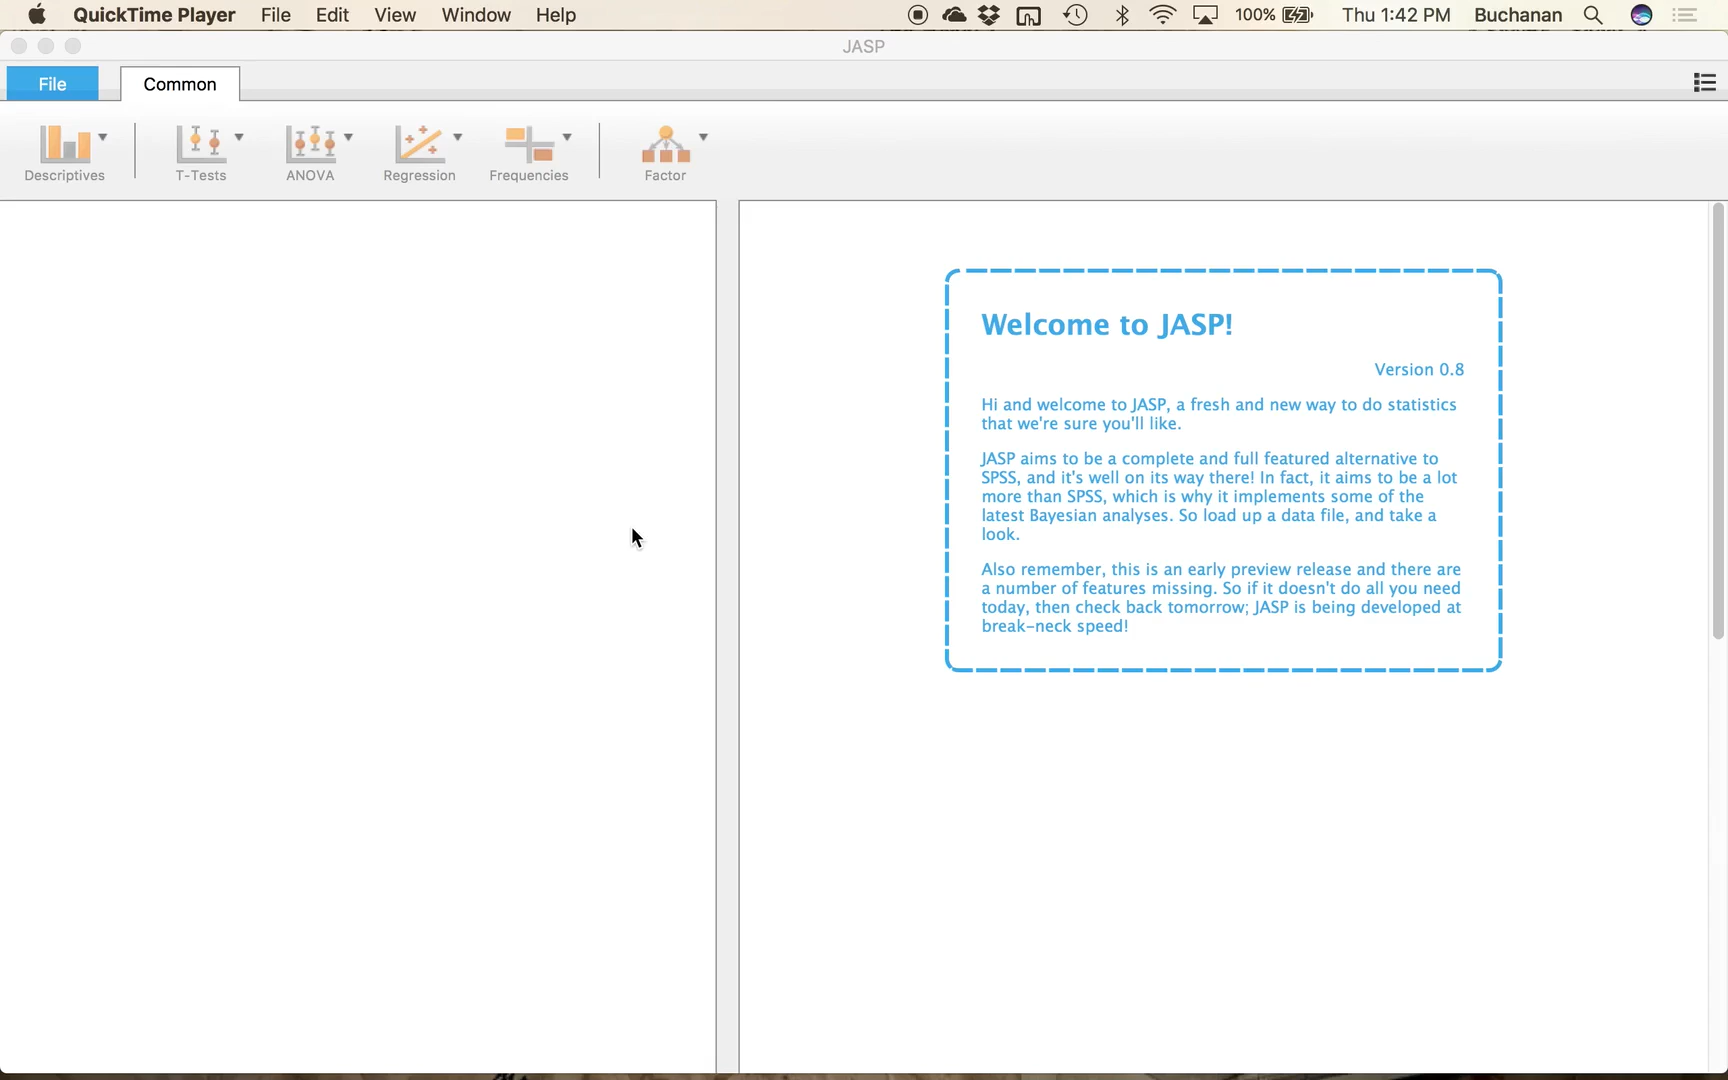 QuickTime Player File Edit View Window Help 100% Thu 1:42 PM Buchanan
JASP
File Common
Descriptives T-Tests ANOVA Regression Frequencies Factor
Welcome to JASP!
Version 0.8
Hi and welcome to JASP, a fresh and new way to do statistics
that we're sure you'll like.
JASP aims to be a complete and full featured alternative to
SPSS, and it's well on its way there! In fact, it aims to be a lot
more than SPSS, which is why it implements some of the
latest Bayesian analyses. So load up a data file, and take a
look.
Also remember, this is an early preview release and there are
a number of features missing. So if it doesn't do all you need
today, then check back tomorrow; JASP is being developed at
break-neck speed!